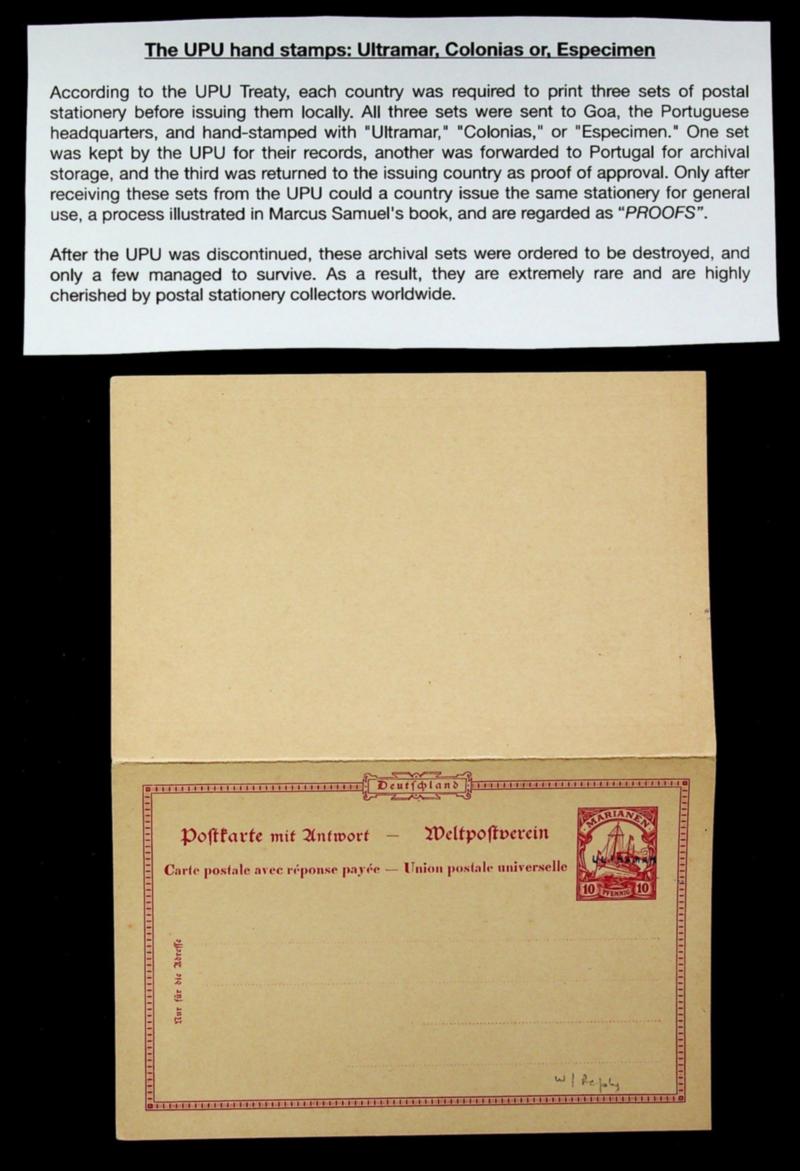 The UPU hand stamps: Ultramar, Colonias or, Especimen
According to the UPU Treaty, each country was required to print three sets of postal
stationery before issuing them locally. All three sets were sent to Goa, the Portuguese
headquarters, and hand-stamped with "Ultramar," "Colonias," or "Especimen." One set
was kept by the UPU for their records, another was forwarded to Portugal for archival
storage, and the third was returned to the issuing country as proof of approval. Only after
receiving these sets from the UPU could a country issue the same stationery for general
use, a process illustrated in Marcus Samuel's book, and are regarded as "PROOFS".
After the UPU was discontinued, these archival sets were ordered to be destroyed, and
only a few managed to survive. As a result, they are extremely rare and are highly
cherished by postal stationery collectors worldwide.
Deutſchland
Poſtkarte mit Antwort — Weltpoſtverein
Carte postale avec réponse payée — Union postale universelle
MARIANEN
ULTRAMAR
10 PFENNIG 10
Nur für die Adreſſe
w/ Reply